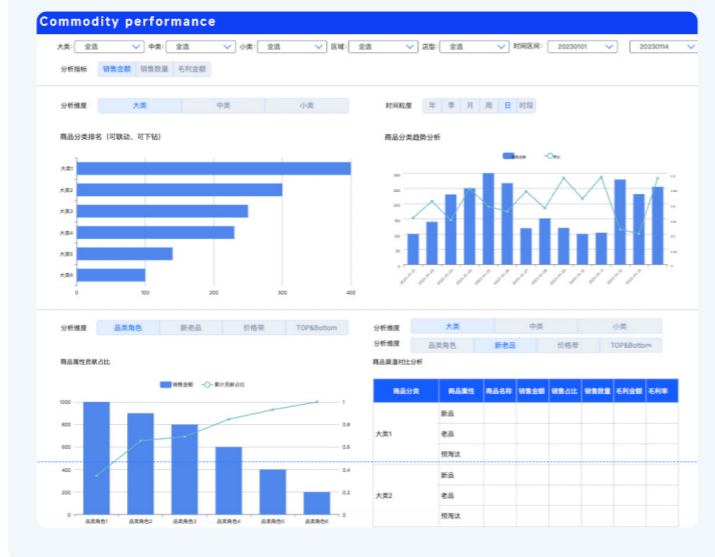 Commodity performance
大类: 全选 中类: 全选 小类: 全选 区域: 全选 店型: 全选 时间区间: 20230101 20230114
分析指标 销售金额 销售数量 毛利金额
分析维度 大类 中类 小类
时间粒度 年 季 月 周 日 时段
商品分类排名（可联动、可下钻）
大类1
大类2
大类3
大类4
大类5
大类6
0 100 200 300 400
商品分类趋势分析
分析维度 品类角色 新老品 价格带 TOP&Bottom
商品属性贡献占比
销售金额 累计贡献占比
1000
800
600
400
200
0
1
0.8
0.6
0.4
0.2
0
品类角色1 品类角色2 品类角色3 品类角色4 品类角色5 品类角色6
分析维度 大类 中类 小类
分析维度 品类角色 新老品 价格带 TOP&Bottom
商品渠道对比分析
商品分类 商品属性 商品名称 销售金额 销售占比 销售数量 毛利金额 毛利率
新品
大类1 老品
预淘汰
新品
大类2 老品
预淘汰